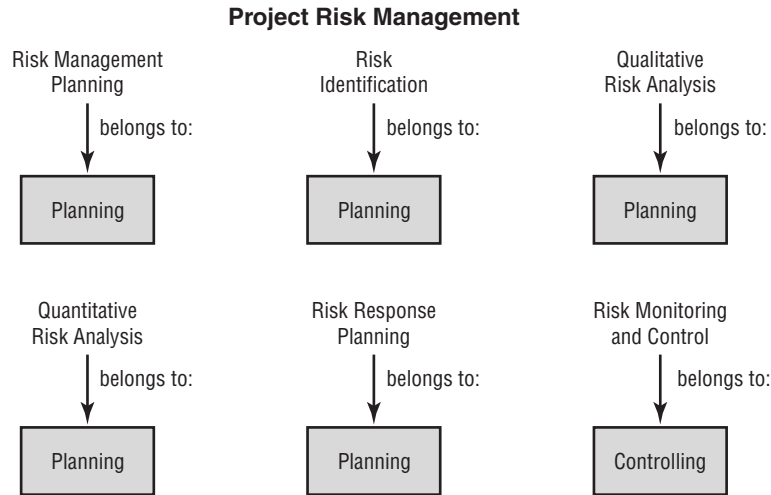 Project Risk Management
Risk Management
Planning
belongs to:
Planning
Risk
Identification
belongs to:
Planning
Qualitative
Risk Analysis
belongs to:
Planning
Quantitative
Risk Analysis
belongs to:
Planning
Risk Response
Planning
belongs to:
Planning
Risk Monitoring
and Control
belongs to:
Controlling